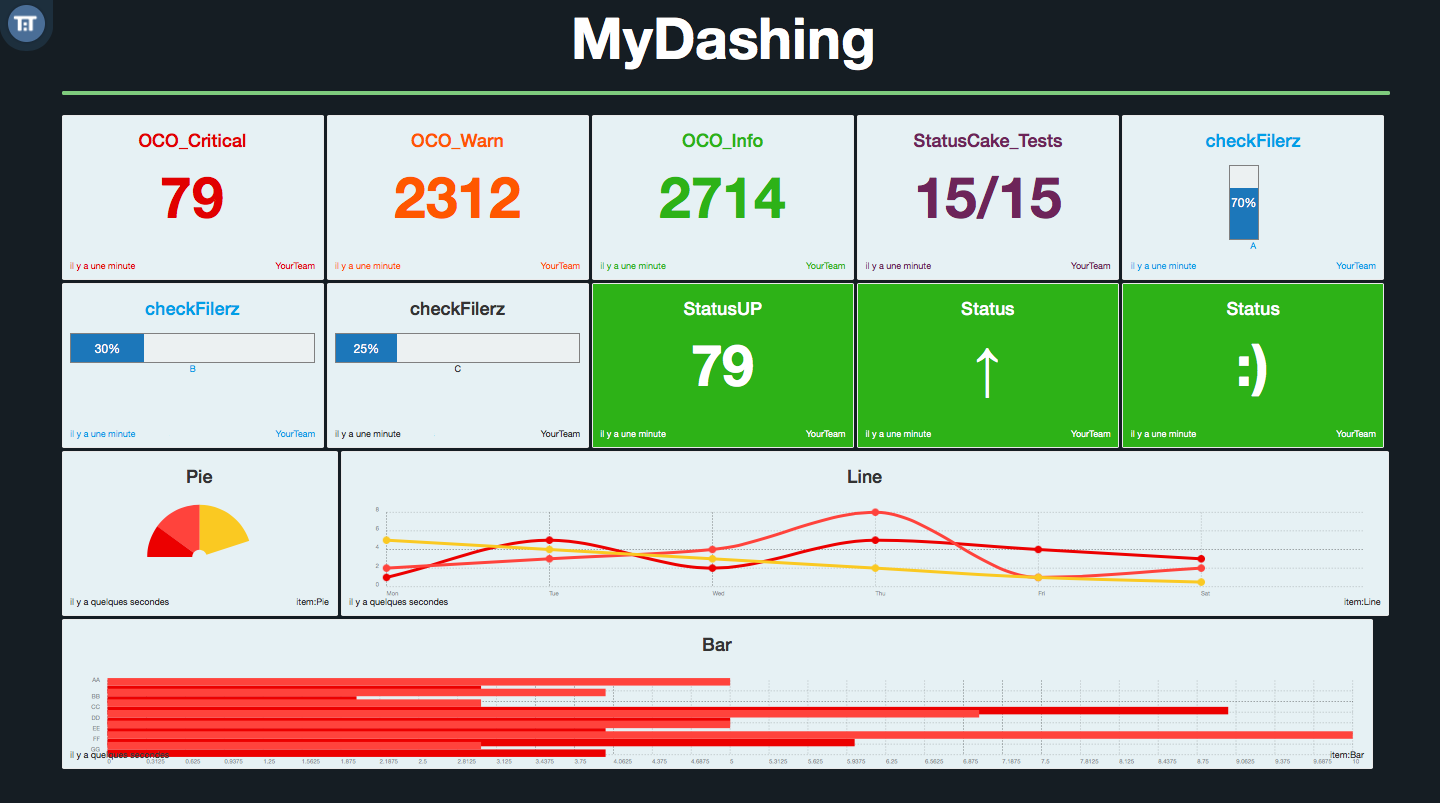 MyDashing
OCO_Critical
79
il y a une minute YourTeam
OCO_Warn
2312
il y a une minute YourTeam
OCO_Info
2714
il y a une minute YourTeam
StatusCake_Tests
15/15
il y a une minute YourTeam
checkFilerz
70%
A
il y a une minute YourTeam
checkFilerz
30%
B
il y a une minute YourTeam
checkFilerz
25%
C
il y a une minute YourTeam
StatusUP
79
il y a une minute YourTeam
Status
↑
il y a une minute YourTeam
Status
:)
il y a une minute YourTeam
Pie
il y a quelques secondes item:Pie
Line
8
6
4
2
0
Mon Tue Wed Thu Fri Sat
il y a quelques secondes item:Line
Bar
AA
BB
CC
DD
EE
FF
GG
il y a quelques secondes item:Bar
0 0.3125 0.625 0.9375 1.25 1.5625 1.875 2.1875 2.5 2.8125 3.125 3.4375 3.75 4.0625 4.375 4.6875 5 5.3125 5.625 5.9375 6.25 6.5625 6.875 7.1875 7.5 7.8125 8.125 8.4375 8.75 9.0625 9.375 9.6875 10